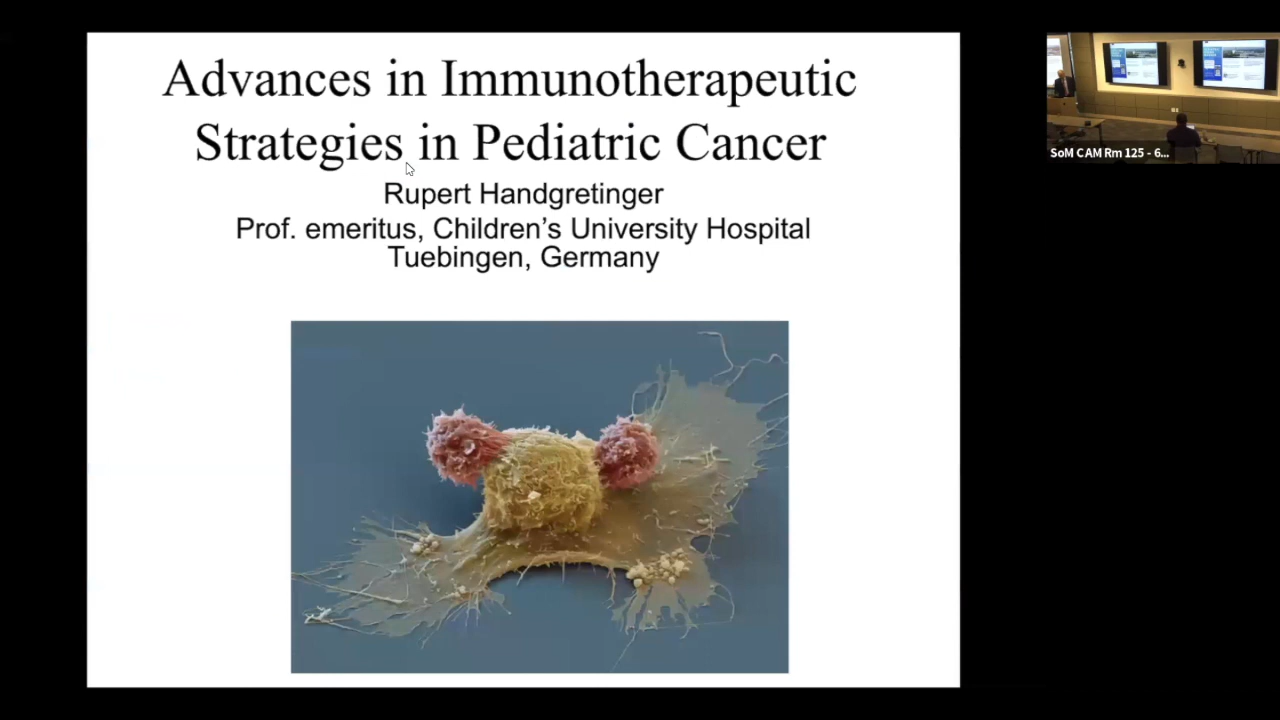 Advances in Immunotherapeutic
Strategies in Pediatric Cancer
Rupert Handgretinger
Prof. emeritus, Children’s University Hospital
Tuebingen, Germany
SoM CAM Rm 125 - 6...